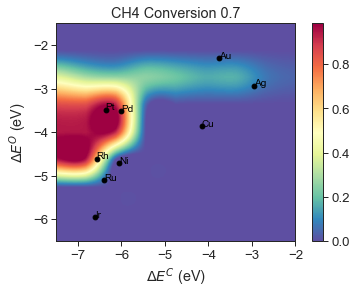 CH4 Conversion 0.7
ΔE^O (eV)
−2
−3
−4
−5
−6
Au
Ag
Pt
Pd
Cu
Rh
Ni
Ru
Ir
−7
−6
−5
−4
−3
−2
ΔE^C (eV)
0.8
0.6
0.4
0.2
0.0